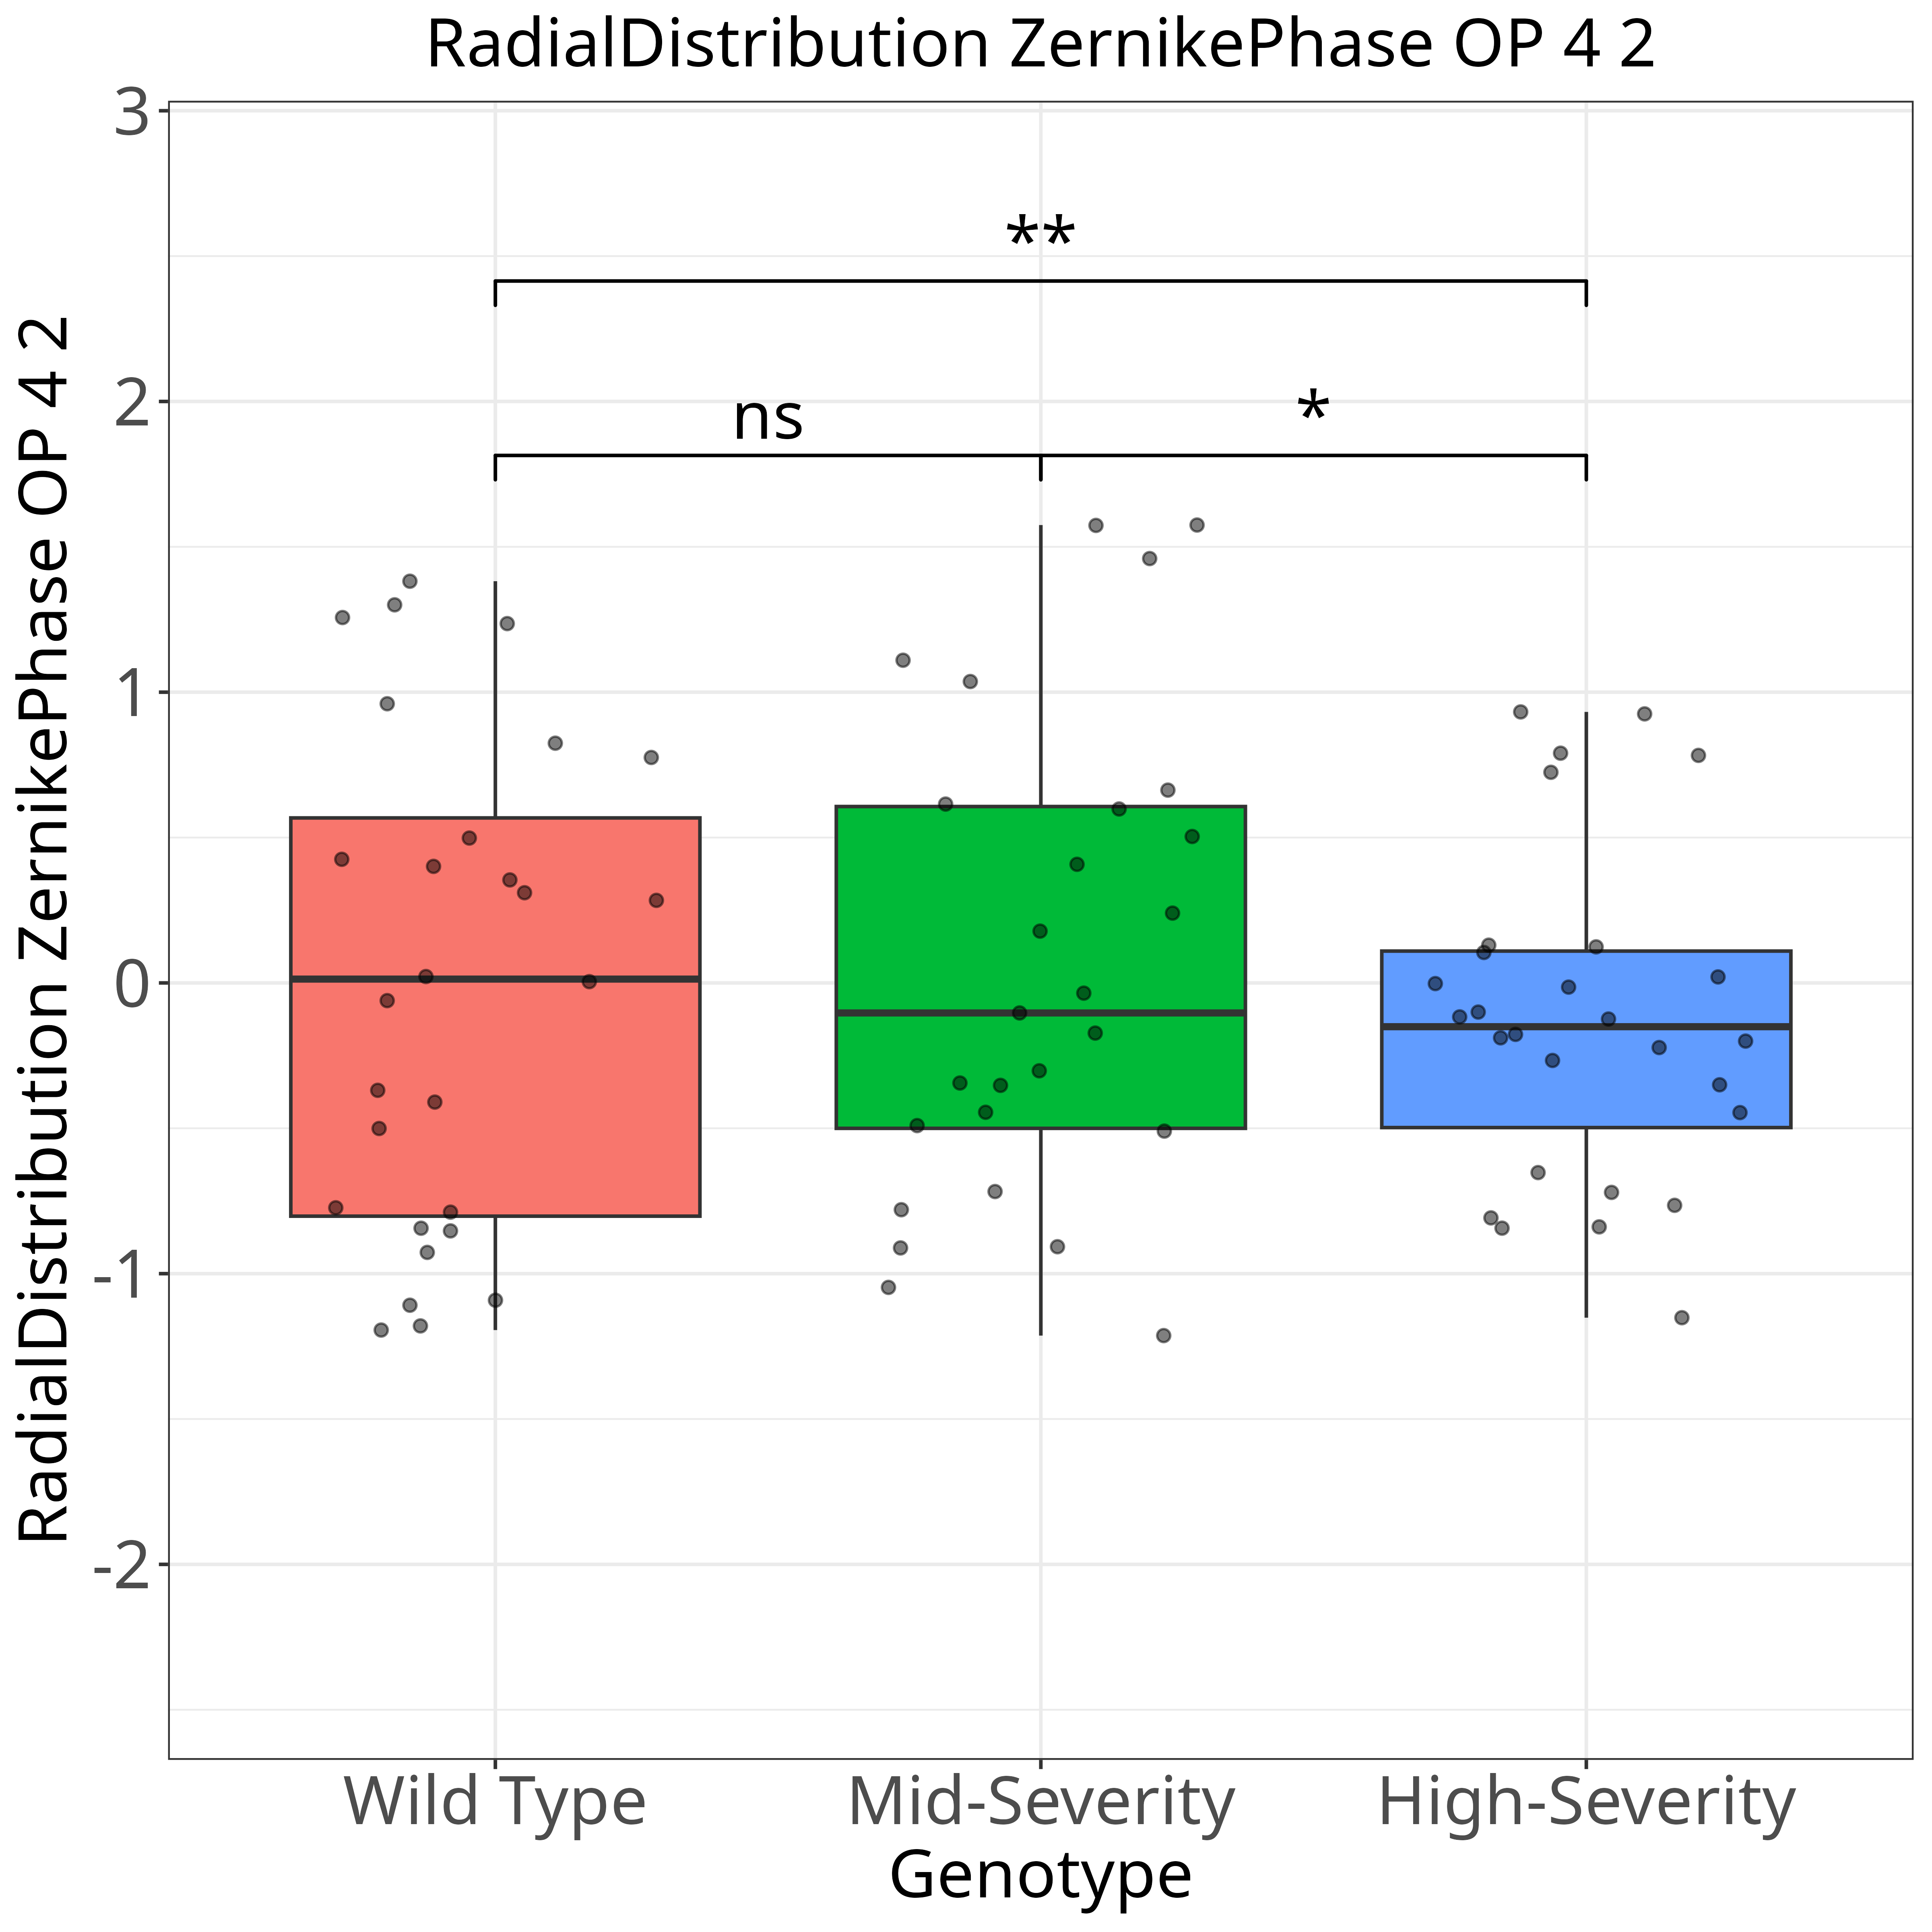 RadialDistribution ZernikePhase OP 4 2
RadialDistribution ZernikePhase OP 4 2
3
2
1
0
-1
-2
**
ns
*
Wild Type
Mid-Severity
High-Severity
Genotype